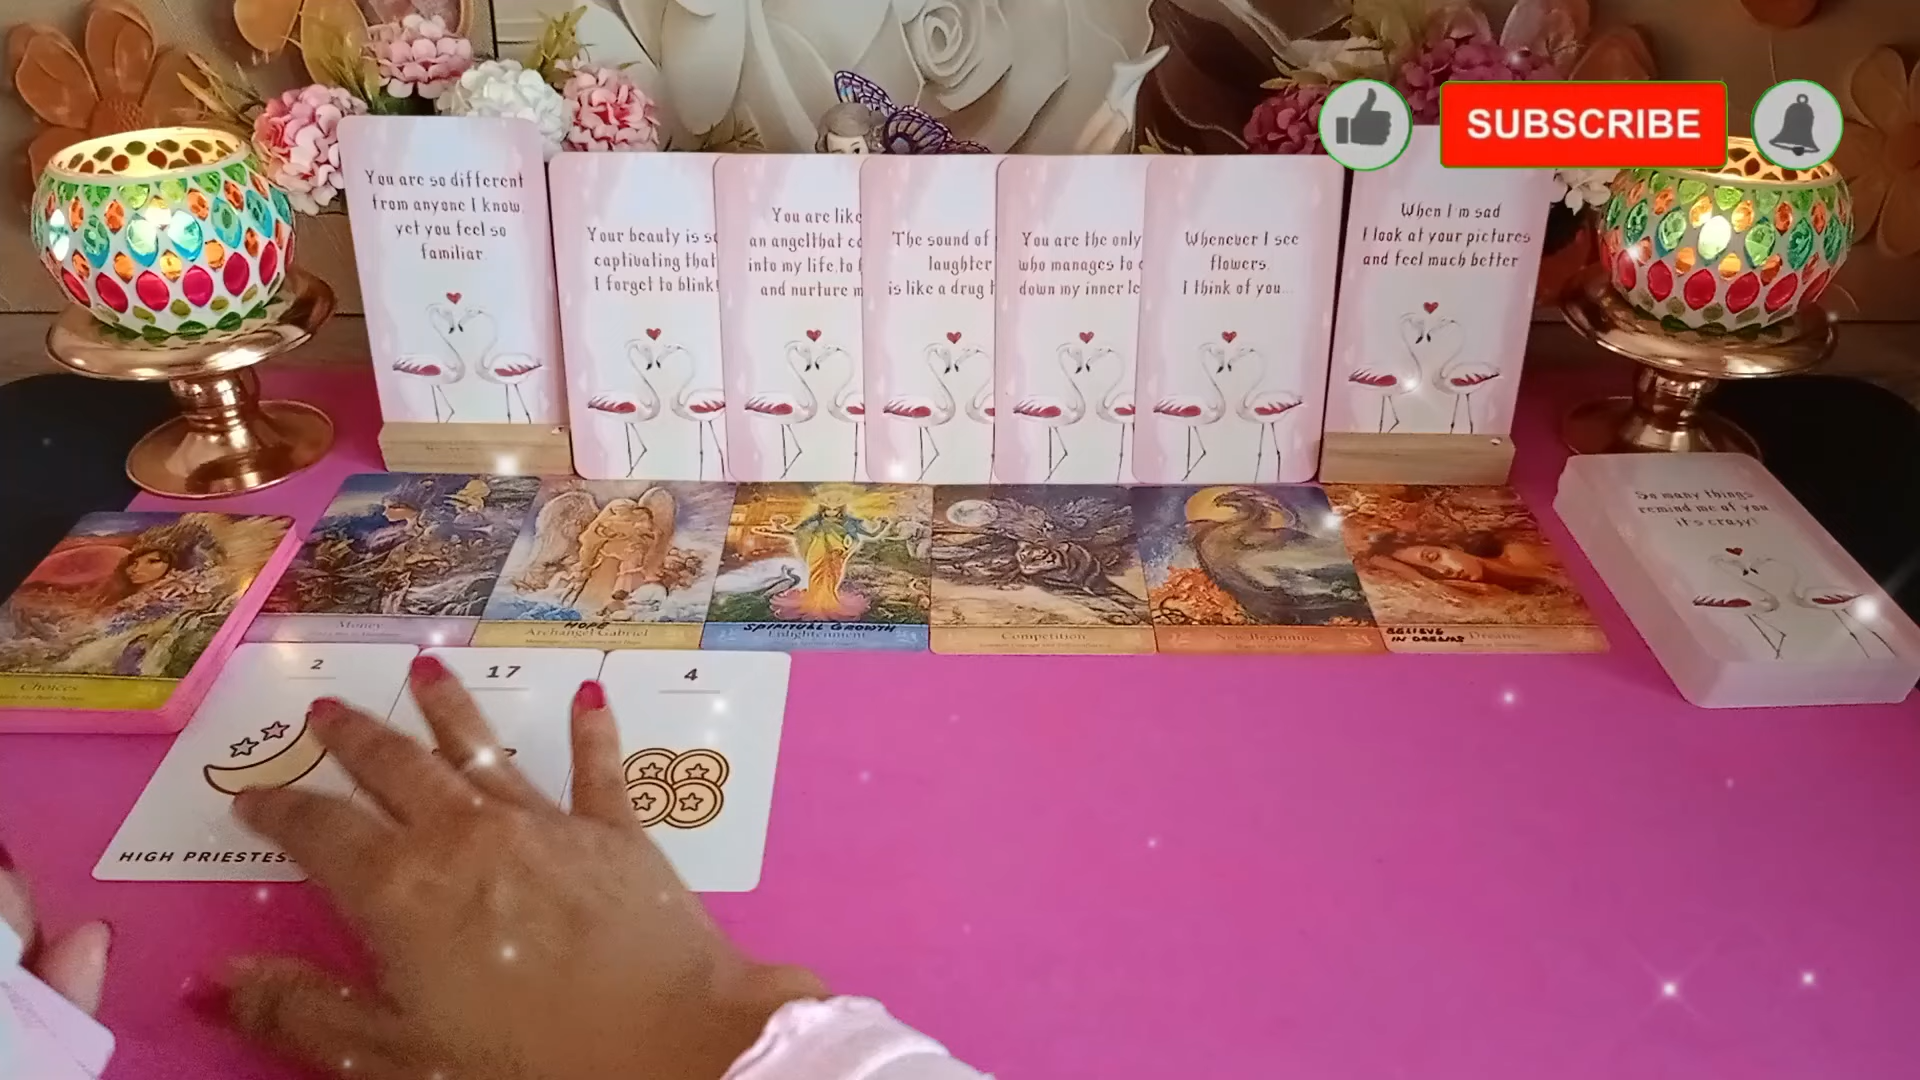 SUBSCRIBE
You are so different
from anyone I know,
yet you feel so
familiar.
Your beauty is so
captivating that
I forget to blink!
You are like
an angel that
into my life, to
and nurture
The sound of
laughter
is like a drug
You are the only
who manages to
down my inner
Whenever I see
flowers,
I think of you...
When I'm sad
I look at your pictures
and feel much better
So many things
remind me of you
it's crazy!
Choices
Money
HOPE
Archangel Gabriel
SPIRITUAL GROWTH
Enlightenment
Competition
New Beginning
BELIEVE
IN DREAMS
Dreams
2
HIGH PRIESTESS
17
4